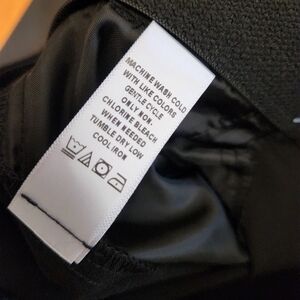 MACHINE WASH COLD
WITH LIKE COLORS
GENTLE CYCLE
ONLY NON-
CHLORINE BLEACH
WHEN NEEDED
TUMBLE DRY LOW
COOL IRON